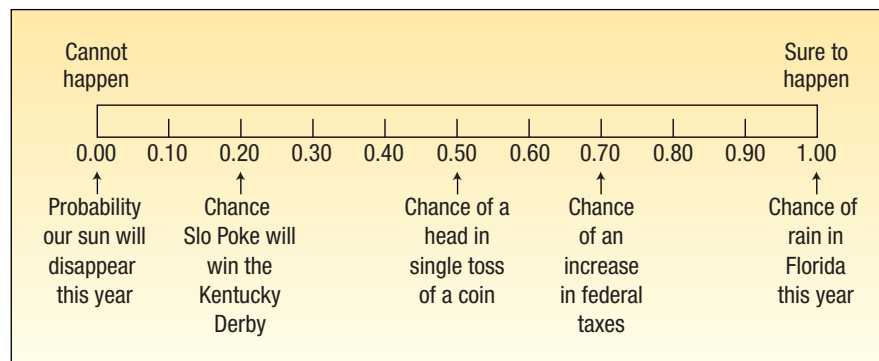 Cannot
happen
Sure to
happen
0.00 0.10 0.20 0.30 0.40 0.50 0.60 0.70 0.80 0.90 1.00
Probability
our sun will
disappear
this year
Chance
Slo Poke will
win the
Kentucky
Derby
Chance of a
head in
single toss
of a coin
Chance
of an
increase
in federal
taxes
Chance of
rain in
Florida
this year